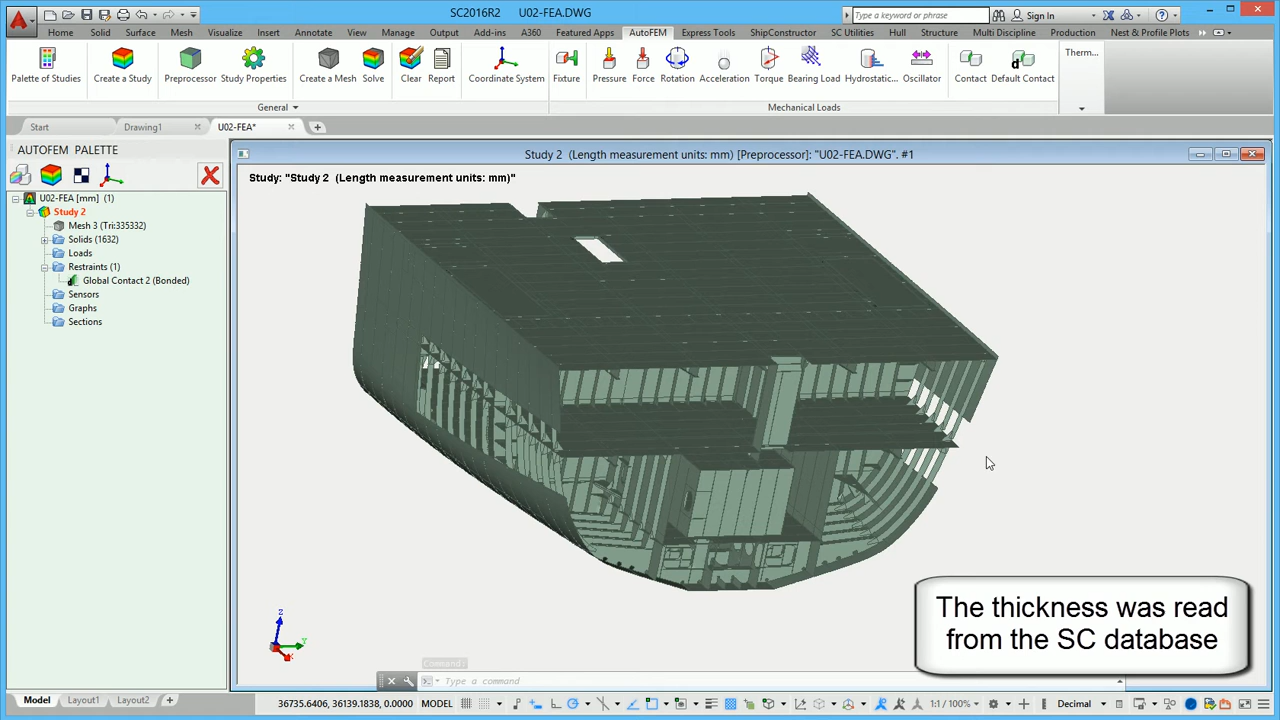 SC2016R2 U02-FEA.DWG
Type a keyword or phrase
Sign In
Home Solid Surface Mesh Visualize Insert Annotate View Manage Output Add-ins A360 Featured Apps AutoFEM Express Tools ShipConstructor SC Utilities Hull Structure Multi Discipline Production Nest & Profile Plots
Palette of Studies Create a Study Preprocessor Study Properties Create a Mesh Solve Clear Report Coordinate System Fixture Pressure Force Rotation Acceleration Torque Bearing Load Hydrostatic... Oscillator Contact Default Contact Therm...
General Mechanical Loads
Start Drawing1 U02-FEA*
AUTOFEM PALETTE
U02-FEA [mm] (1)
Study 2
Mesh 3 (Tri:335332)
Solids (1632)
Loads
Restraints (1)
Global Contact 2 (Bonded)
Sensors
Graphs
Sections
Study 2 (Length measurement units: mm) [Preprocessor]: "U02-FEA.DWG". #1
Study: "Study 2 (Length measurement units: mm)"
The thickness was read
from the SC database
Z
Y
Command:
Type a command
Model Layout1 Layout2
36735.6406, 39139.1838, 0.0000 MODEL 1:1 / 100% Decimal